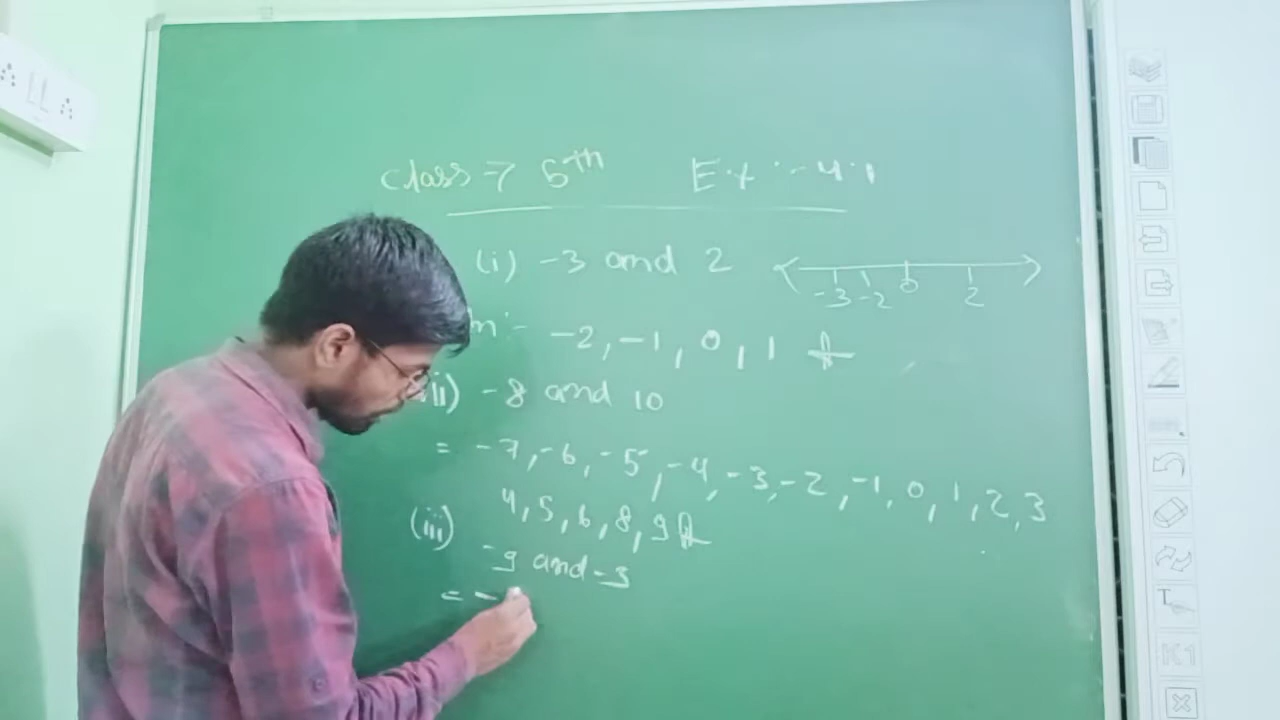 class → 6th Ex :- 4.1
(i) -3 and 2
-3 -2 0 2
-2, -1, 0, 1
(ii) -8 and 10
= -7, -6, -5, -4, -3, -2, -1, 0, 1, 2, 3
4, 5, 6, 8, 9
(iii) -9 and -3
= -
K1